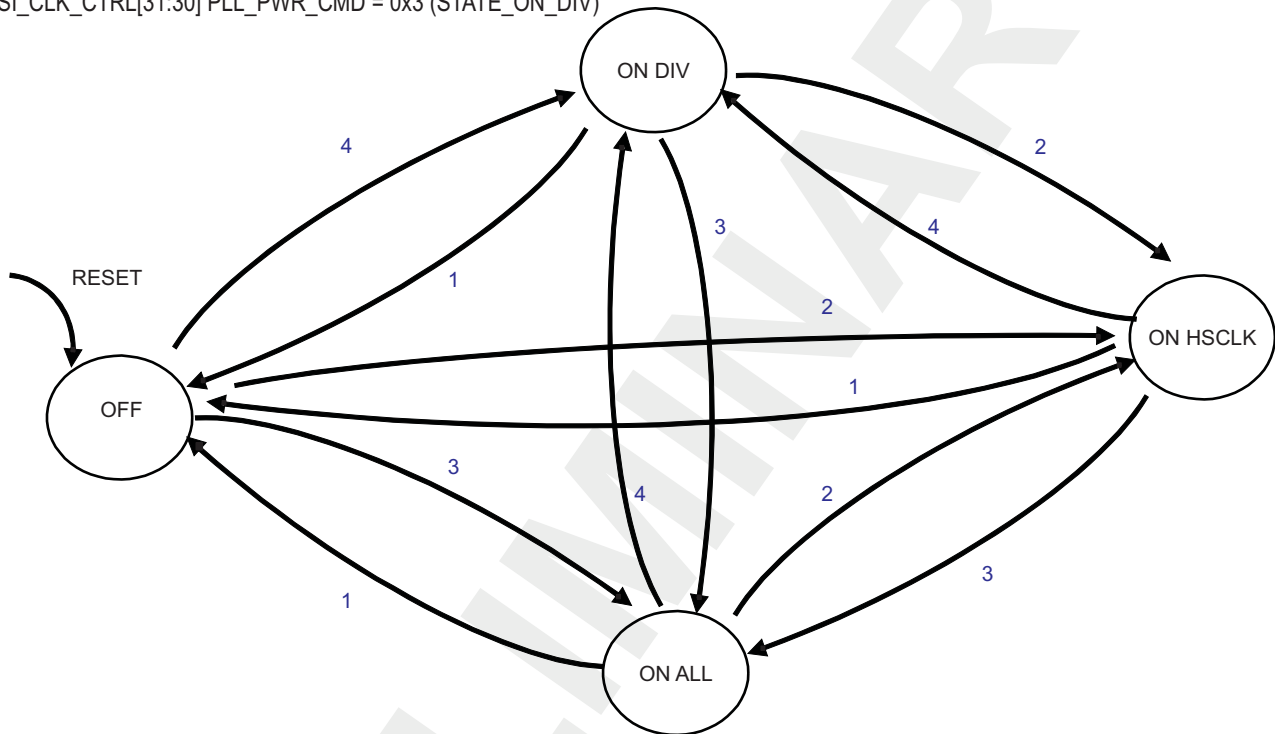 SI_CLK_CTRL[31:30] PLL_PWR_CMD = 0x3 (STATE_ON_DIV)
ON DIV
4
2
3
4
1
RESET
2
ON HSCLK
1
OFF
3
4
2
3
1
ON ALL